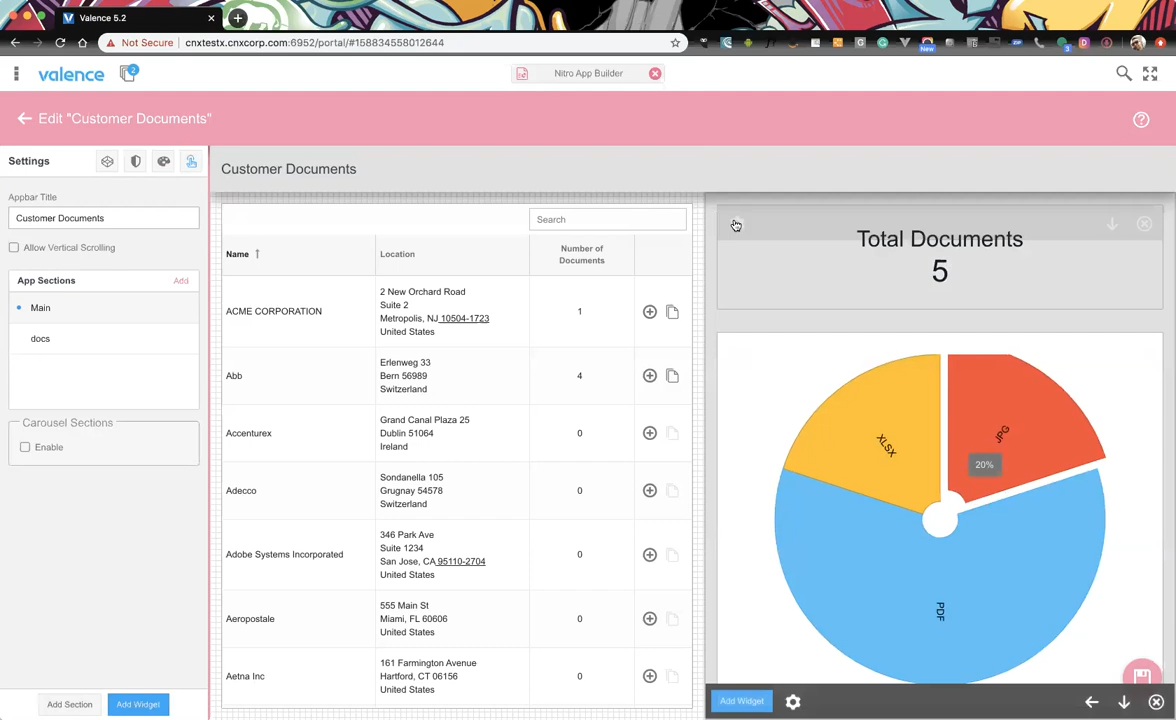 Valence 5.2
Not Secure
cnxtestx.cnxcorp.com:6952/portal/#158834558012644
New
ZIP
3
valence
2
Nitro App Builder
Edit "Customer Documents"
Settings
Appbar Title
Customer Documents
Allow Vertical Scrolling
App Sections
Add
Main
docs
Carousel Sections
Enable
Add Section
Add Widget
Customer Documents
Search
Name
Location
Number of
Documents
ACME CORPORATION
2 New Orchard Road
Suite 2
Metropolis, NJ 10504-1723
United States
1
Abb
Erlenweg 33
Bern 56989
Switzerland
4
Accenturex
Grand Canal Plaza 25
Dublin 51064
Ireland
0
Adecco
Sondanella 105
Grugnay 54578
Switzerland
0
Adobe Systems Incorporated
346 Park Ave
Suite 1234
San Jose, CA 95110-2704
United States
0
Aeropostale
555 Main St
Miami, FL 60606
United States
0
Aetna Inc
161 Farmington Avenue
Hartford, CT 06156
United States
0
Total Documents
5
XLSX
JPG
20%
PDF
Add Widget